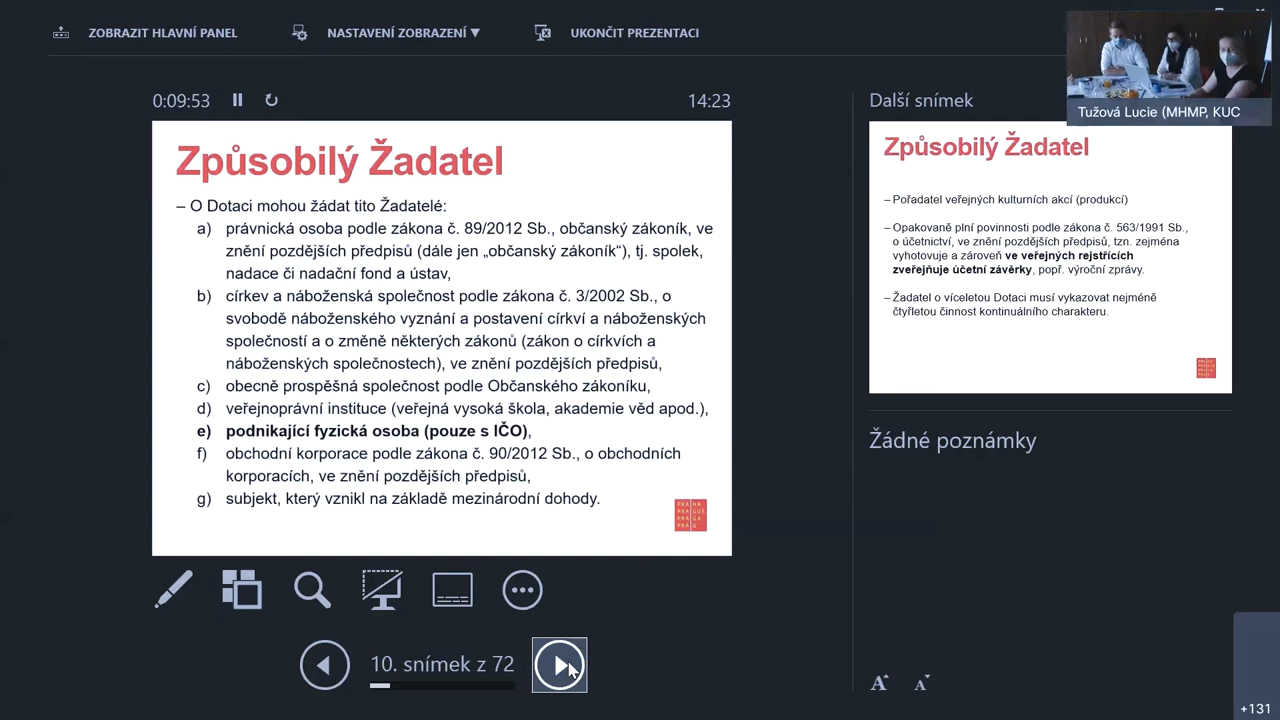 ZOBRAZIT HLAVNÍ PANEL
NASTAVENÍ ZOBRAZENÍ ▼
UKONČIT PREZENTACI
0:09:53
14:23
Způsobilý Žadatel
– O Dotaci mohou žádat tito Žadatelé:
a) právnická osoba podle zákona č. 89/2012 Sb., občanský zákoník, ve
znění pozdějších předpisů (dále jen „občanský zákoník“), tj. spolek,
nadace či nadační fond a ústav,
b) církev a náboženská společnost podle zákona č. 3/2002 Sb., o
svobodě náboženského vyznání a postavení církví a náboženských
společností a o změně některých zákonů (zákon o církvích a
náboženských společnostech), ve znění pozdějších předpisů,
c) obecně prospěšná společnost podle Občanského zákoníku,
d) veřejnoprávní instituce (veřejná vysoká škola, akademie věd apod.),
e) podnikající fyzická osoba (pouze s IČO),
f) obchodní korporace podle zákona č. 90/2012 Sb., o obchodních
korporacích, ve znění pozdějších předpisů,
g) subjekt, který vznikl na základě mezinárodní dohody.
PRA HA
PRA GUE
PRA GA
PRA G
10. snímek z 72
Další snímek
Tužová Lucie (MHMP, KUC
Způsobilý Žadatel
– Pořadatel veřejných kulturních akcí (produkcí)
– Opakovaně plní povinnosti podle zákona č. 563/1991 Sb.,
o účetnictví, ve znění pozdějších předpisů, tzn. zejména
vyhotovuje a zároveň ve veřejných rejstřících
zveřejňuje účetní závěrky, popř. výroční zprávy.
– Žadatel o víceletou Dotaci musí vykazovat nejméně
čtyřletou činnost kontinuálního charakteru.
Žádné poznámky
A A
+131